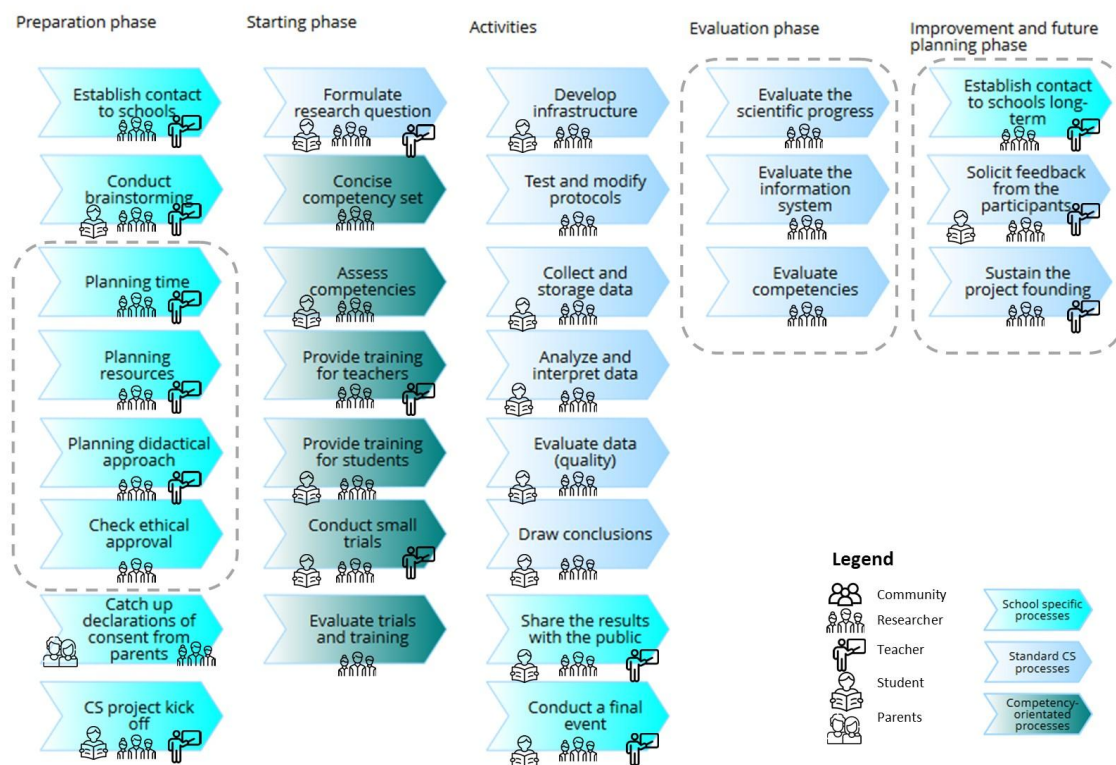 Preparation phase
Establish contact
to schools
Conduct
brainstorming
Planning time
Planning
resources
Planning didactical
approach
Check ethical
approval
Catch up
declarations of
consent from
parents
CS project kick
off
Starting phase
Formulate
research question
Concise
competency set
Assess
competencies
Provide training
for teachers
Provide training
for students
Conduct small
trials
Evaluate trials
and training
Activities
Develop
infrastructure
Test and modify
protocols
Collect and
storage data
Analyze and
interpret data
Evaluate data
(quality)
Draw conclusions
Share the results
with the public
Conduct a final
event
Evaluation phase
Evaluate the
scientific progress
Evaluate the
information
system
Evaluate
competencies
Improvement and future
planning phase
Establish contact
to schools long-
term
Solicit feedback
from the
participants
Sustain the
project founding
Legend
Community
Researcher
Teacher
Student
Parents
School specific
processes
Standard CS
processes
Competency-
orientated processes